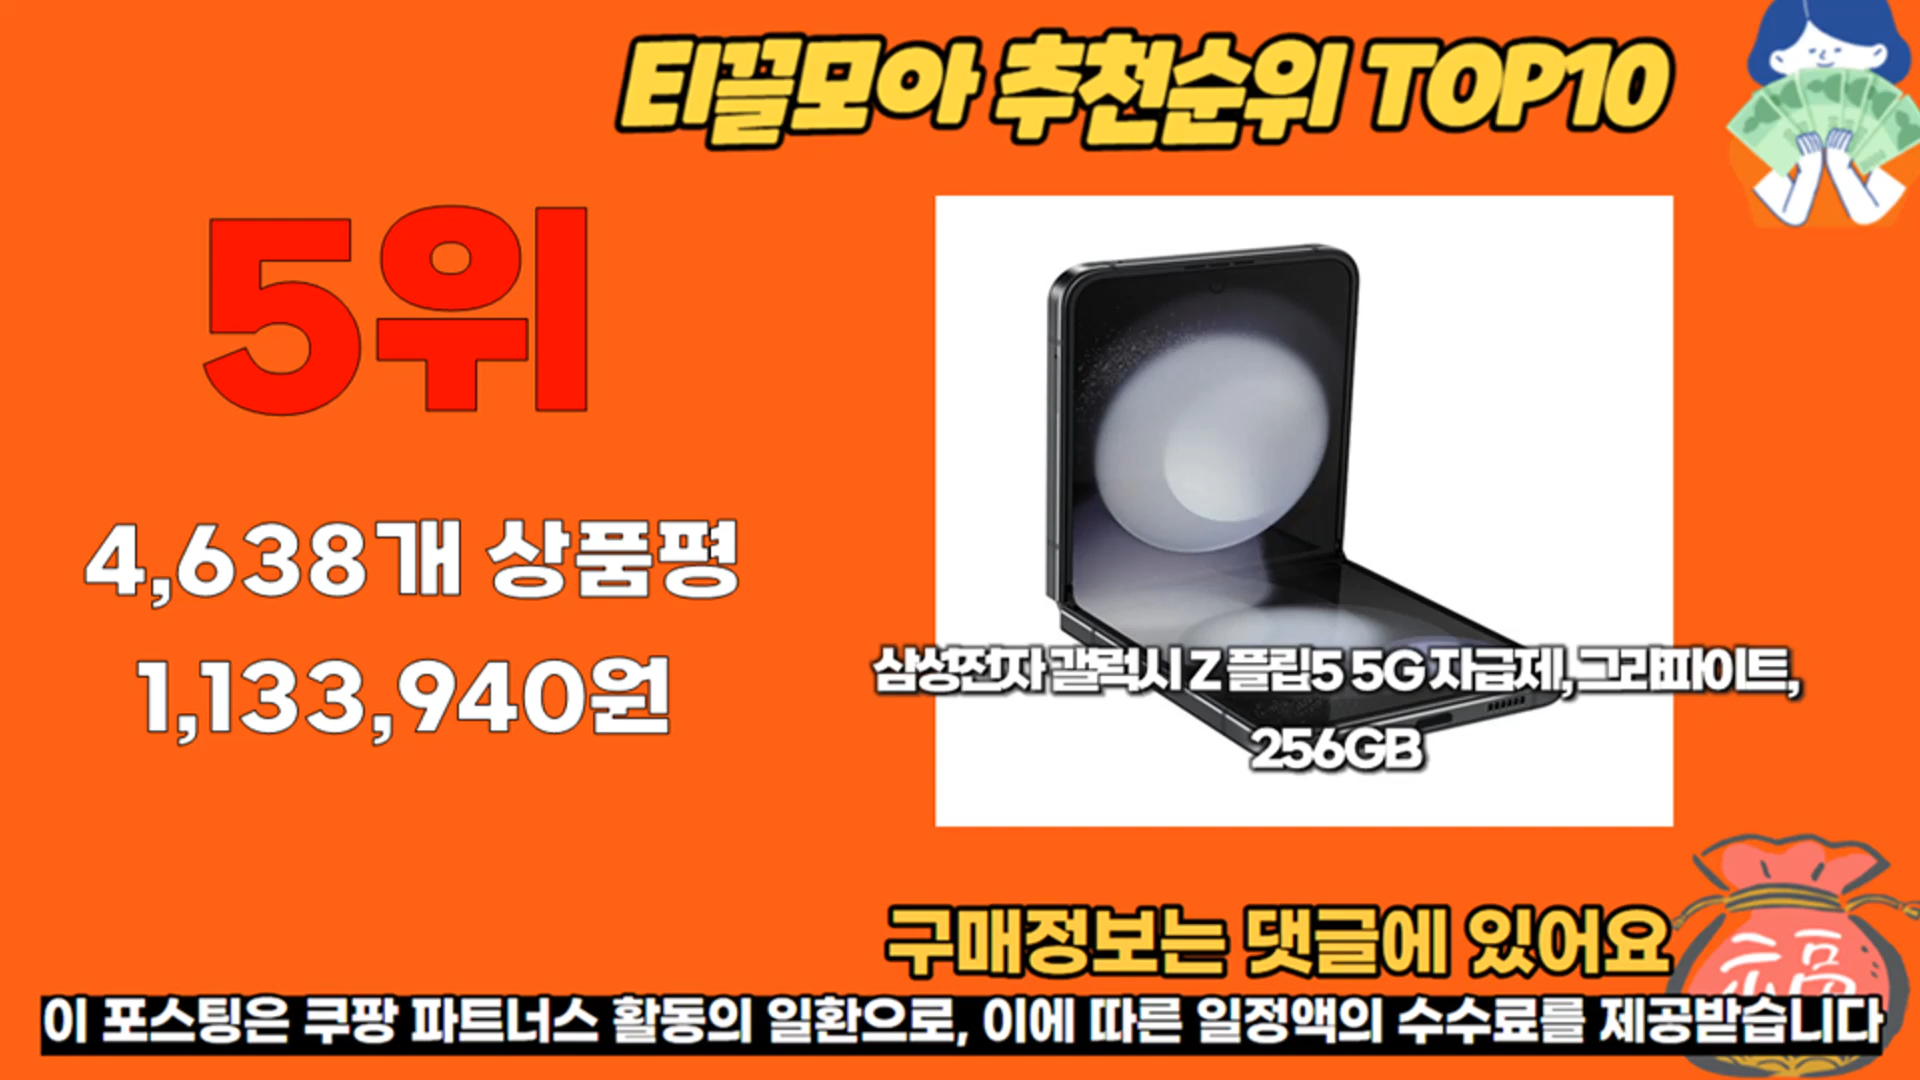 티끌모아 추천순위 TOP10
5위
4,638개 상품평
1,133,940원
삼성전자 갤럭시 Z 플립5 5G 자급제, 그라파이트,
256GB
구매정보는 댓글에 있어요
福
이 포스팅은 쿠팡 파트너스 활동의 일환으로, 이에 따른 일정액의 수수료를 제공받습니다